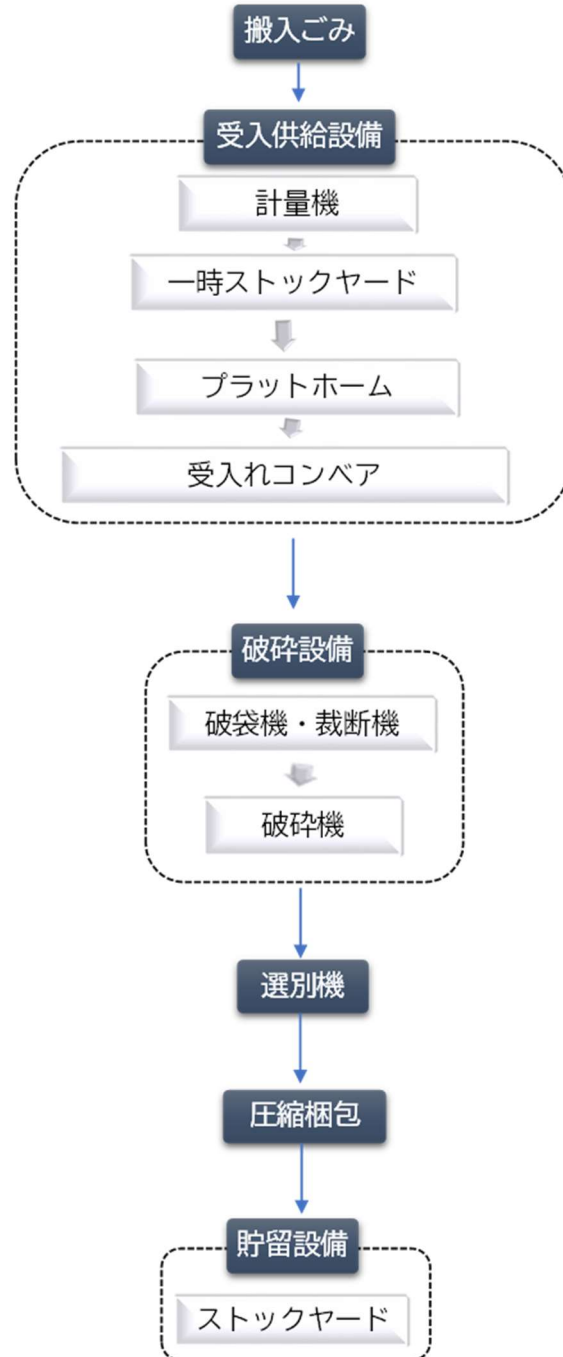 搬入ごみ
受入供給設備
計量機
一時ストックヤード
プラットホーム
受入れコンベア
破砕設備
破袋機・裁断機
破砕機
選別機
圧縮梱包
貯留設備
ストックヤード